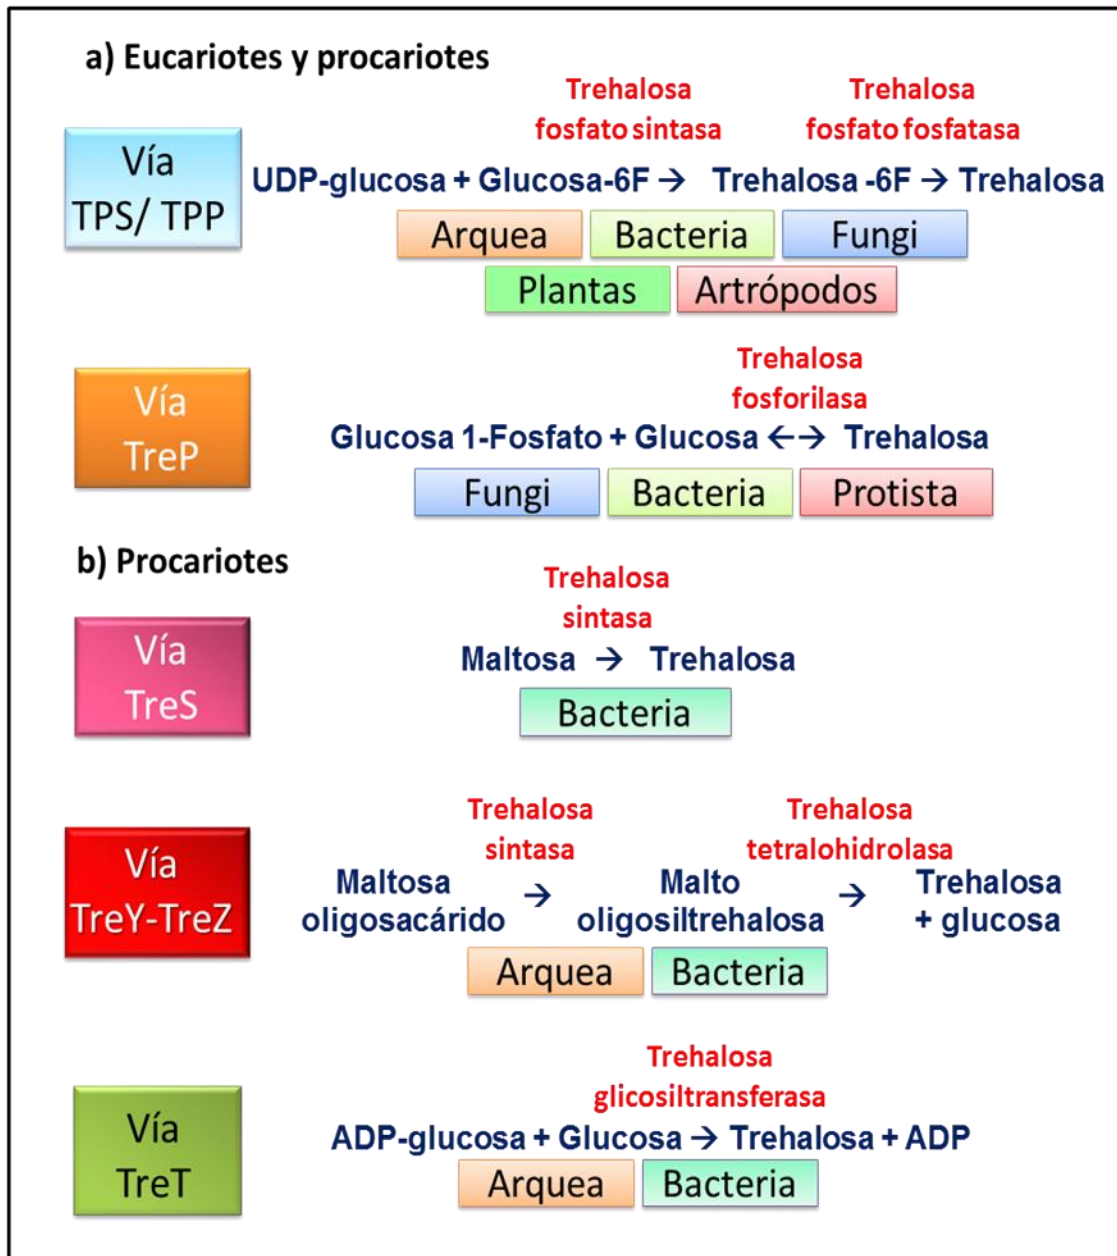 a) Eucariotes y procariotes
Trehalosa
fosfato sintasa
Trehalosa
fosfato fosfatasa
Vía
TPS/ TPP
UDP-glucosa + Glucosa-6F → Trehalosa -6F → Trehalosa
Arquea Bacteria Fungi
Plantas Artrópodos
Trehalosa
fosforilasa
Vía
TreP
Glucosa 1-Fosfato + Glucosa ←→ Trehalosa
Fungi Bacteria Protista
b) Procariotes
Trehalosa
sintasa
Vía
TreS
Maltosa → Trehalosa
Bacteria
Trehalosa
sintasa
Trehalosa
tetralohidrolasa
Vía
TreY-TreZ
Maltosa
oligosacárido
→
Malto
oligosiltrehalosa
→
Trehalosa
+ glucosa
Arquea Bacteria
Trehalosa
glicosiltransferasa
Vía
TreT
ADP-glucosa + Glucosa → Trehalosa + ADP
Arquea Bacteria